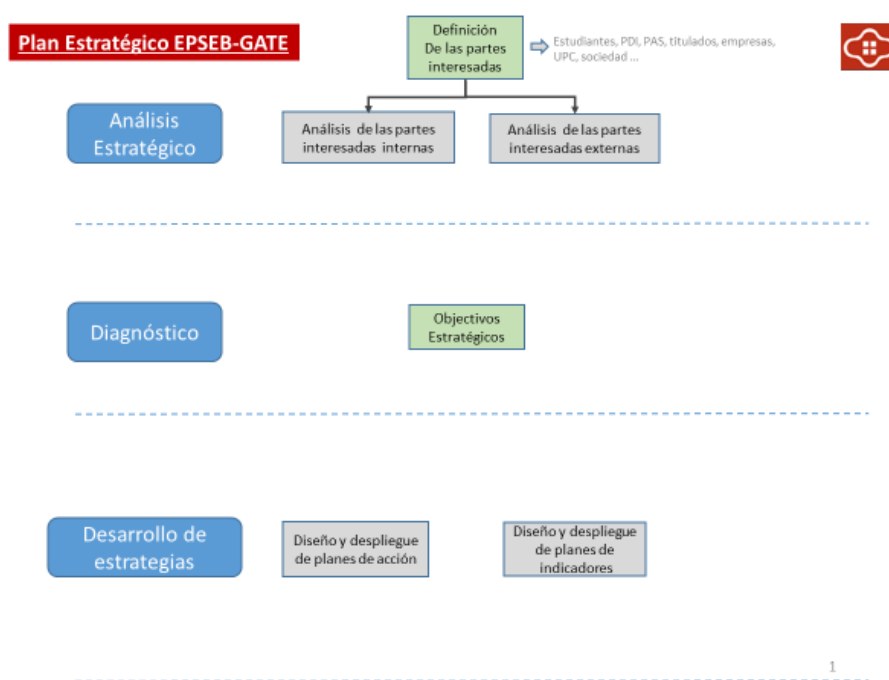 Plan Estratégico EPSEB-GATE
Definición
De las partes
interesadas
Estudiantes, PDI, PAS, titulados, empresas,
UPC, sociedad ...
Análisis
Estratégico
Análisis de las partes
interesadas internas
Análisis de las partes
interesadas externas
Diagnóstico
Objectivos
Estratégicos
Desarrollo de
estrategias
Diseño y despliegue
de planes de acción
Diseño y despliegue
de planes de
indicadores
1